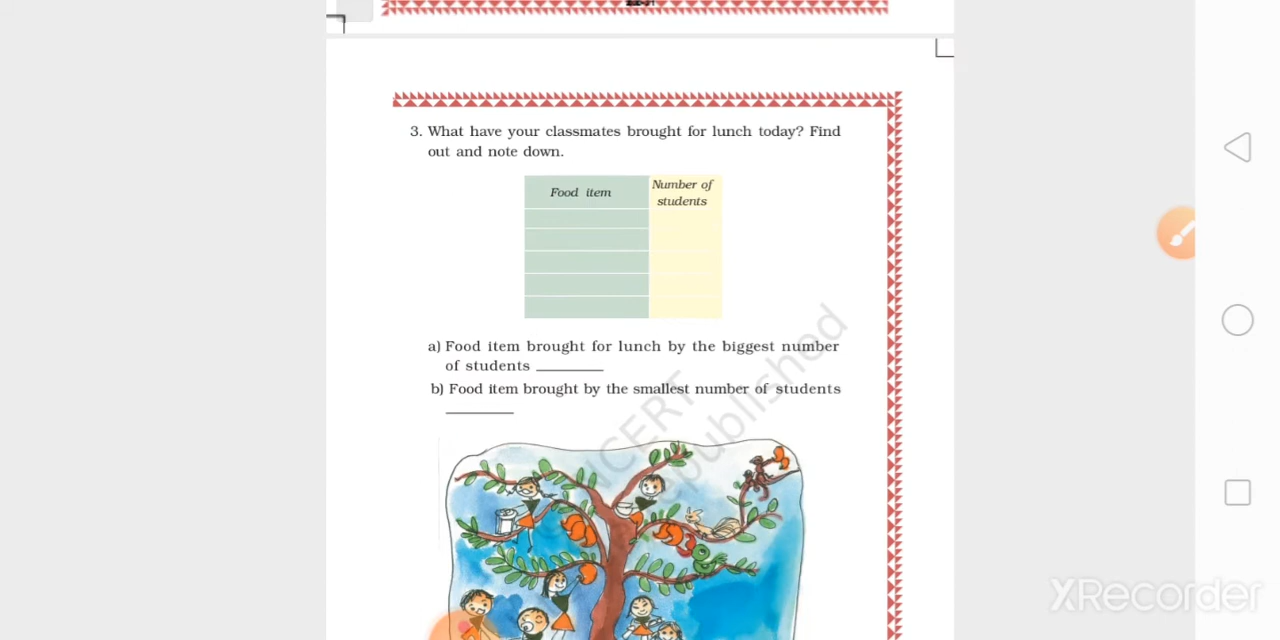 3. What have your classmates brought for lunch today? Find
out and note down.
Food item
Number of
students
a) Food item brought for lunch by the biggest number
of students
b) Food item brought by the smallest number of students
NCERT
republished
XRecorder